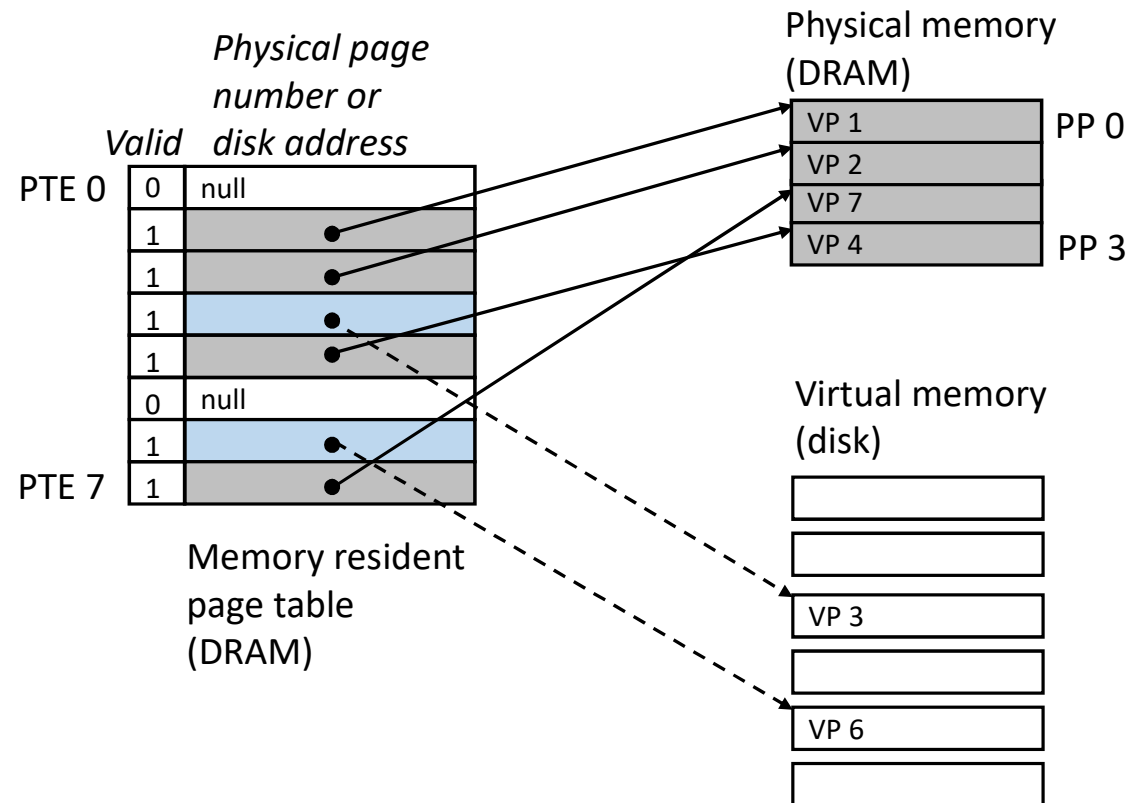 Physical page
number or
Valid disk address
PTE 0 0 null
1
1
1
1
0 null
1
PTE 7 1
Memory resident
page table
(DRAM)
Physical memory
(DRAM)
VP 1 PP 0
VP 2
VP 7
VP 4 PP 3
Virtual memory
(disk)
VP 3
VP 6